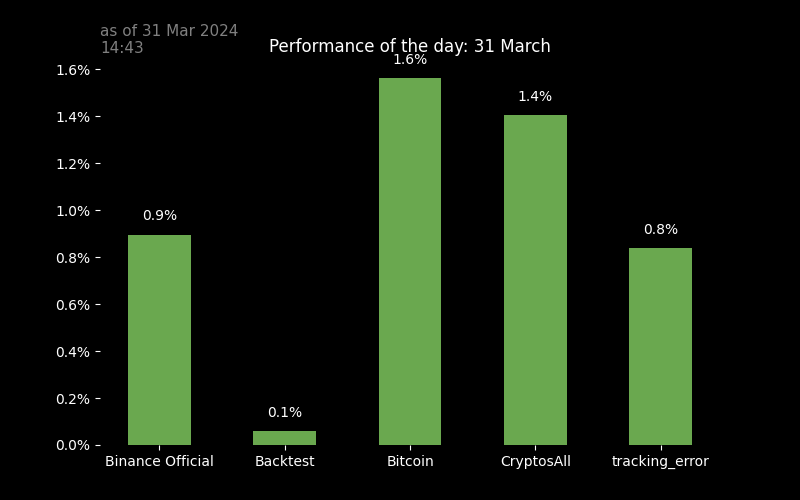 as of 31 Mar 2024
14:43
Performance of the day: 31 March
1.6%
1.4%
1.2%
1.0%
0.8%
0.6%
0.4%
0.2%
0.0%
0.9%
0.1%
1.6%
1.4%
0.8%
Binance Official
Backtest
Bitcoin
CryptosAll
tracking_error